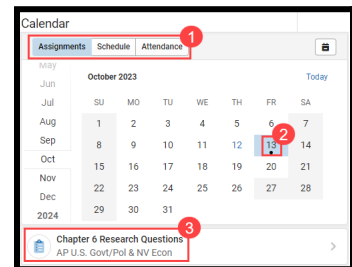 Calendar
Assignments Schedule Attendance
1
May
Jun
October 2023 Today
Jul
SU MO TU WE TH FR SA
Aug
1 2 3 4 5 6 7
2
Sep
8 9 10 11 12 13 14
Oct
15 16 17 18 19 20 21
Nov
22 23 24 25 26 27 28
Dec
29 30 31
2024
3
Chapter 6 Research Questions
AP U.S. Govt/Pol & NV Econ